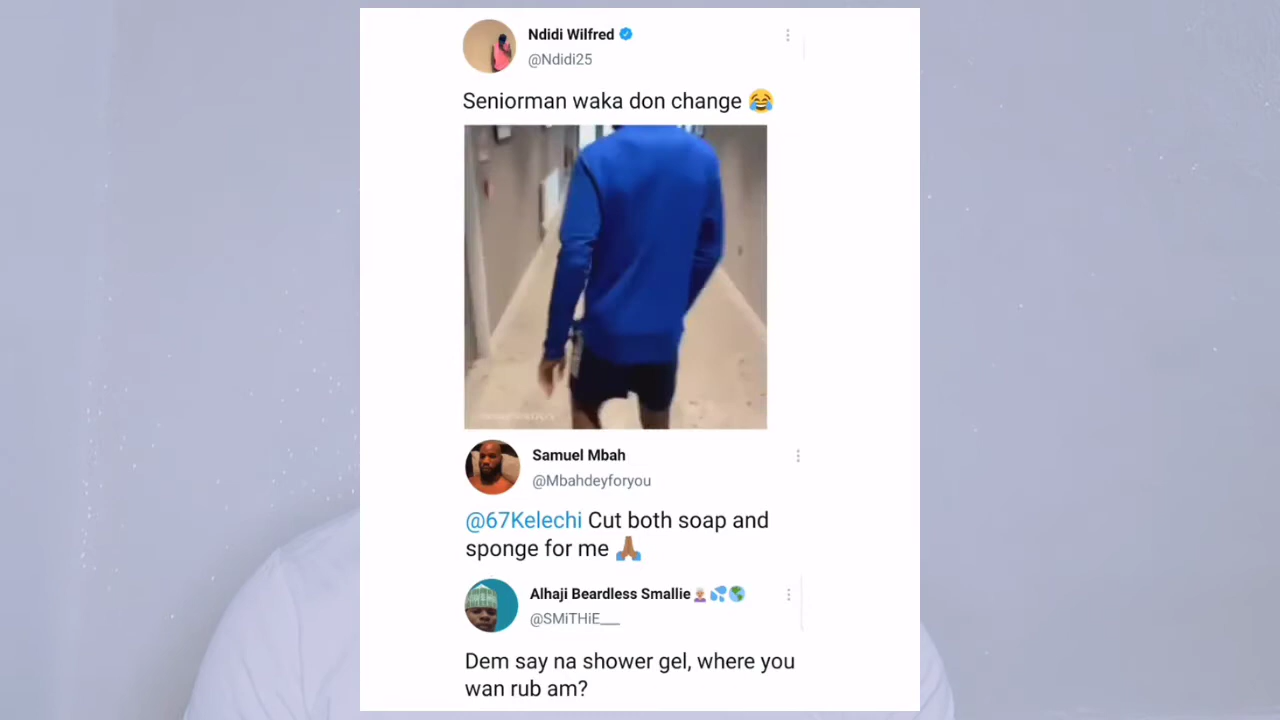 Ndidi Wilfred
@Ndidi25
Seniorman waka don change 😂
Samuel Mbah
@Mbahdeyforyou
@67Kelechi Cut both soap and
sponge for me 🙏🏾
Alhaji Beardless Smallie👳🏼‍♂️💦🌎
@SMiTHiE___
Dem say na shower gel, where you
wan rub am?